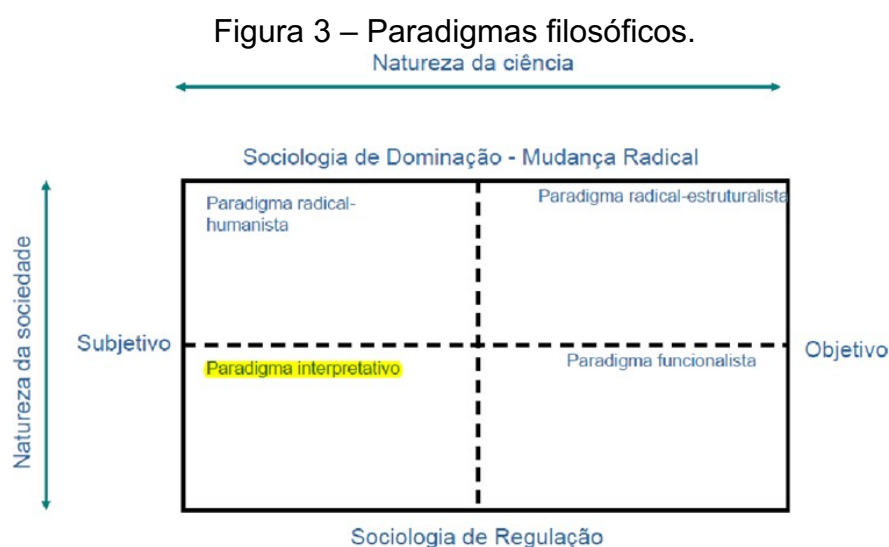 Figura 3 – Paradigmas filosóficos.
Natureza da ciência
Sociologia de Dominação - Mudança Radical
Paradigma radical-
humanista
Paradigma radical-estruturalista
Natureza da sociedade
Subjetivo
Objetivo
Paradigma interpretativo
Paradigma funcionalista
Sociologia de Regulação